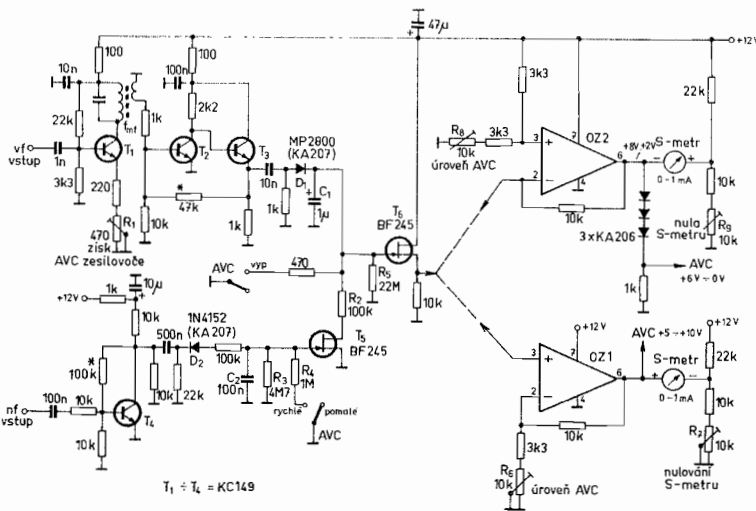 47µ
+12V
100
10n
22k
1n
3k3
vf
vstup
f mf
T₁
220
R₁
470
zisk
AVC zesilovače
100
100n
2k2
1k
T₂
T₃
*
47k
10k
1k
10n
MP2800
(KA207)
D₁
1k
C₁
1µ
AVC
vyp
470
R₂
100k
R₅
22M
T₆
BF245
10k
T₅
BF245
+12V
1k
10µ
10k
500n
1N4152
(KA207)
D₂
100k
*
100k
10k
22k
C₂
100n
R₃
4M7
R₄
1M
rychle
pomale
AVC
nf
vstup
100n
10k
10k
T₄
T₁ ÷ T₄ = KC149
3k3
R₈
10k
3k3
úroveň AVC
OZ2
+
−
3
2
7
4
6
10k
+8V/+2V
S-metr
− +
0-1mA
22k
10k
R₉
10k
nula
S-metru
3xKA206
AVC
+6V÷0V
1k
+12V
OZ1
3
2
7
4
6
+
−
10k
3k3
R₆
10k
úroveň AVC
AVC +5÷+10V
S-metr
+ −
0-1mA
+12V
22k
10k
R₇
10k
nulování
S-metru